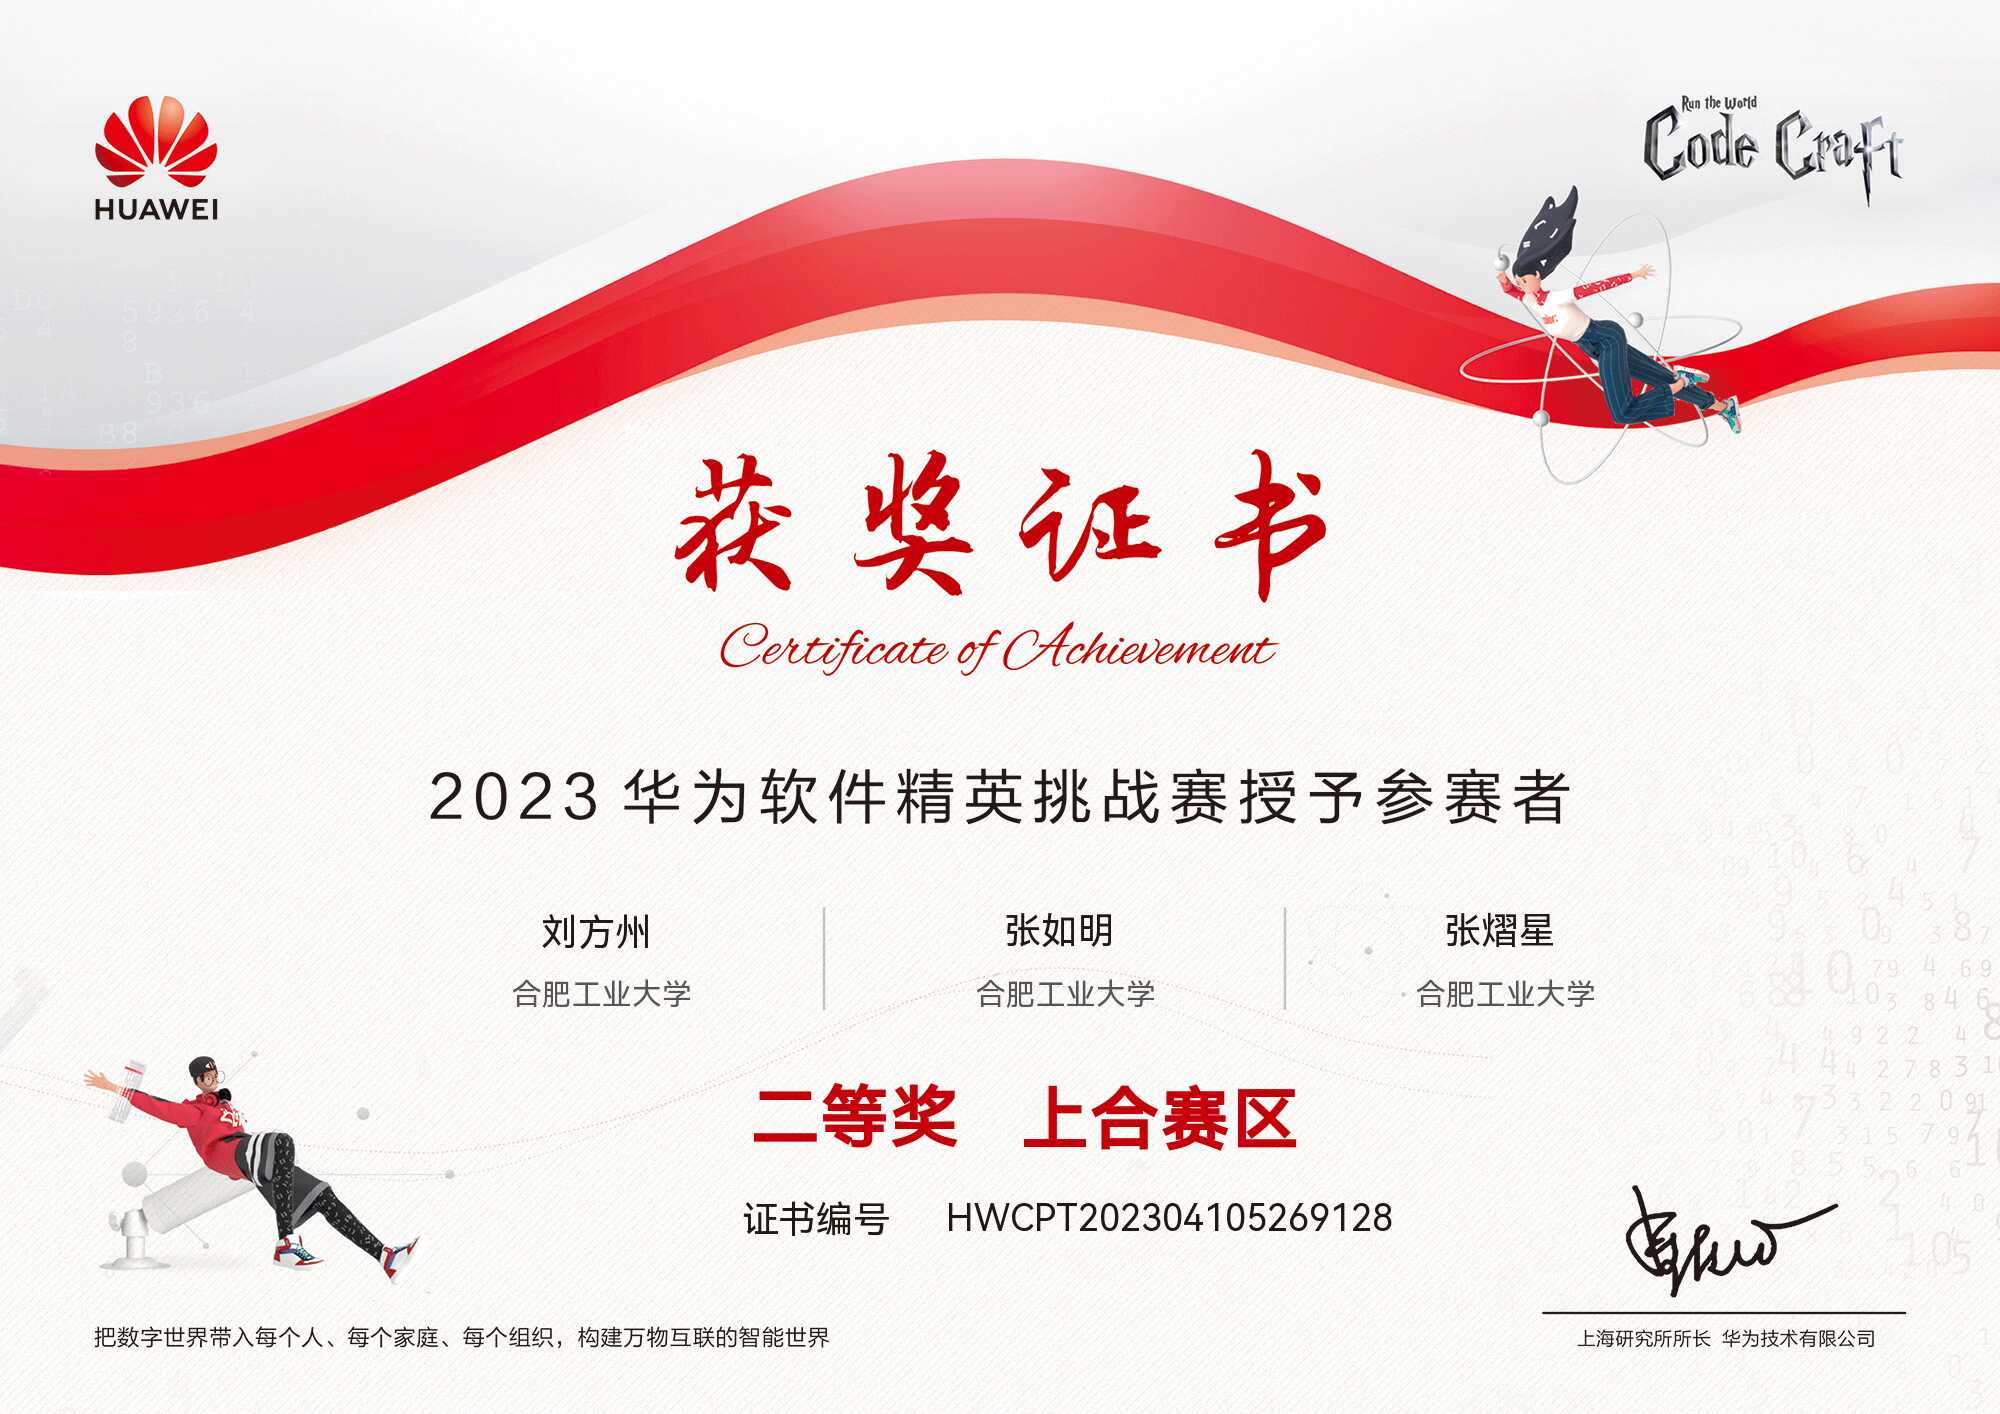 HUAWEI
Run the World
Code Craft
获奖证书
Certificate of Achievement
2023 华为软件精英挑战赛授予参赛者
刘方州 张如明 张熠星
合肥工业大学 合肥工业大学 合肥工业大学
二等奖 上合赛区
证书编号 HWCPT202304105269128
把数字世界带入每个人、每个家庭、每个组织，构建万物互联的智能世界
上海研究所所长 华为技术有限公司